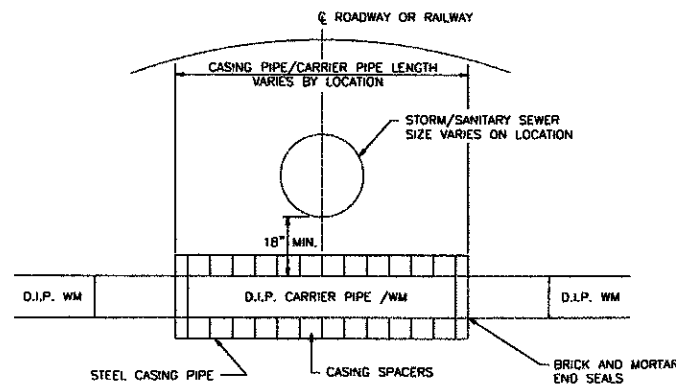 ℄ ROADWAY OR RAILWAY
CASING PIPE/CARRIER PIPE LENGTH
VARIES BY LOCATION
STORM/SANITARY SEWER
SIZE VARIES ON LOCATION
18" MIN.
D.I.P. WM
D.I.P. CARRIER PIPE /WM
D.I.P. WM
STEEL CASING PIPE
CASING SPACERS
BRICK AND MORTAR
END SEALS